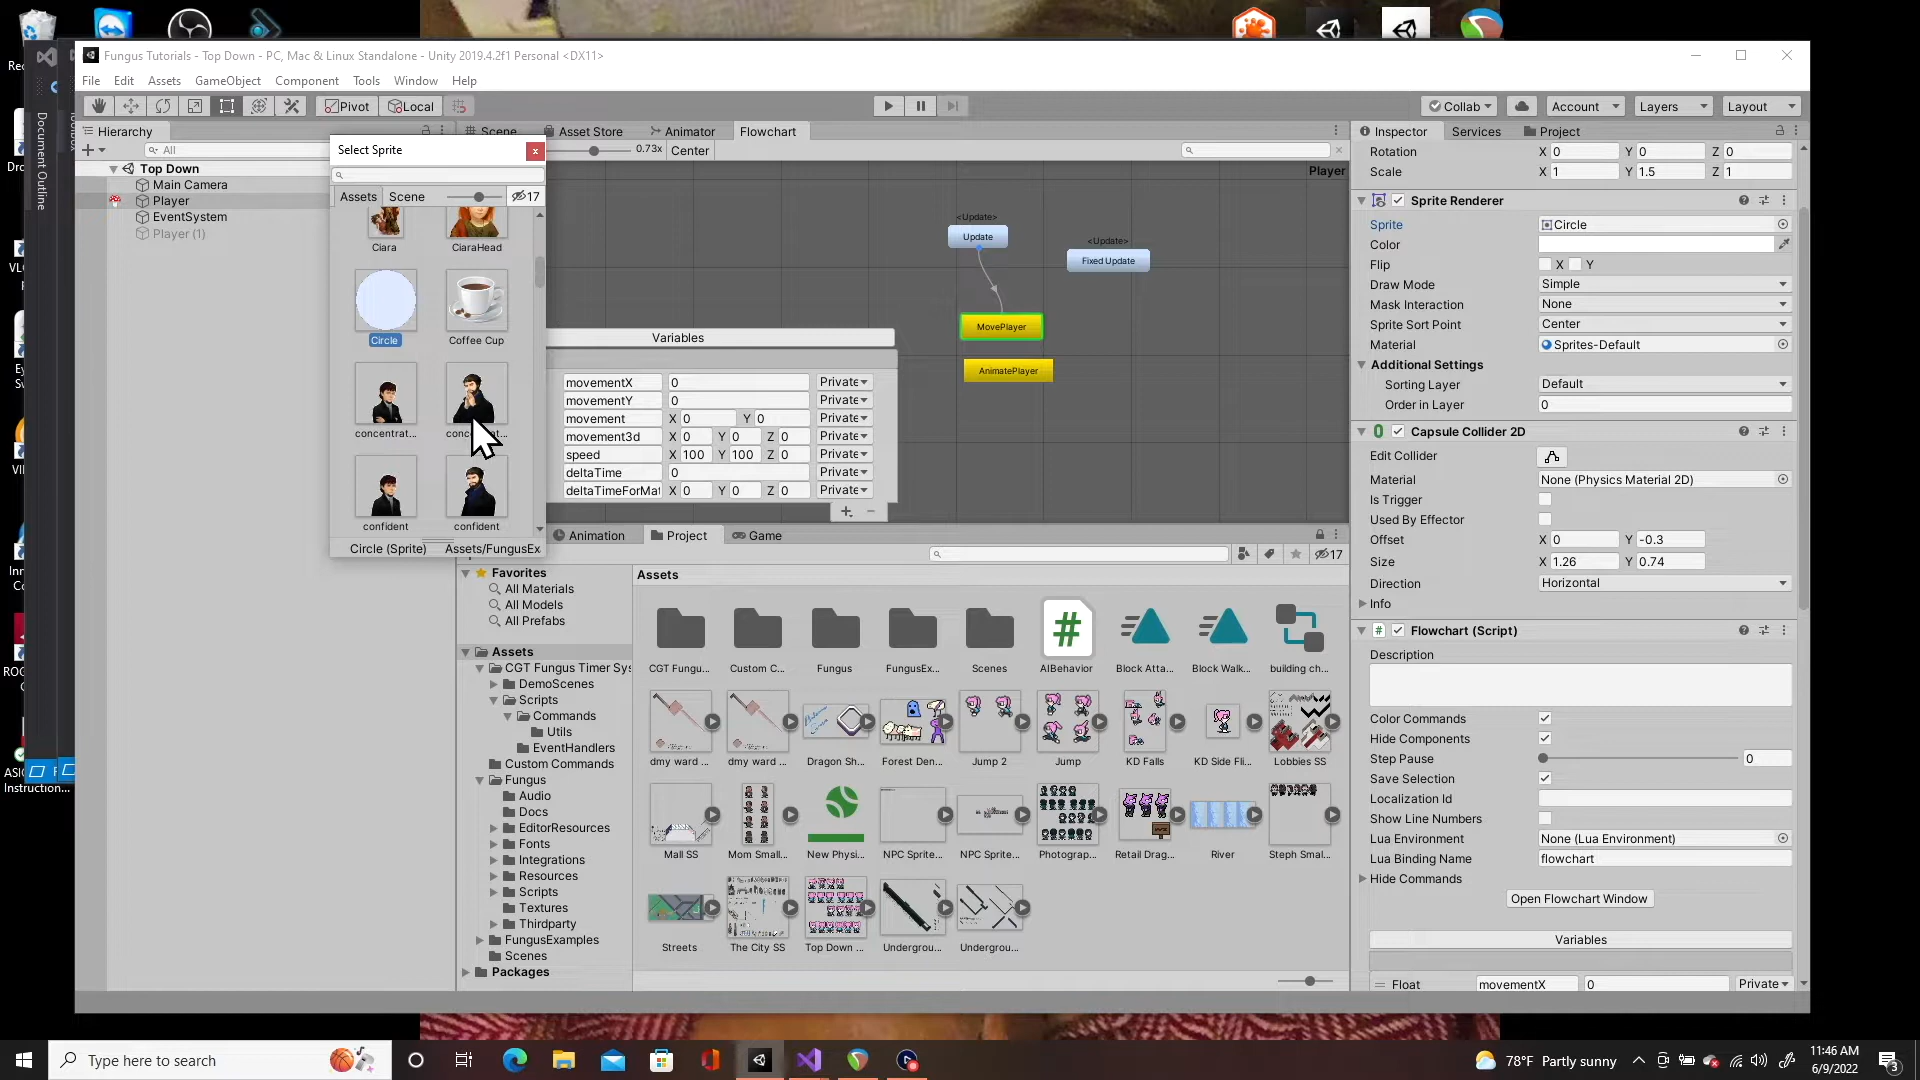 Fungus Tutorials - Top Down - PC, Mac & Linux Standalone - Unity 2019.4.2f1 Personal <DX11>
File Edit Assets GameObject Component Tools Window Help
Pivot Local
Collab Account Layers Layout
Document Outline
Hierarchy
All
Top Down
Main Camera
Player
EventSystem
Player (1)
Select Sprite
Assets Scene 17
Ciara CiaraHead
Circle Coffee Cup
concentrat...
confident confident
Circle (Sprite) Assets/FungusEx
Scene Asset Store Animator Flowchart
0.73x Center
Player
<Update>
Update
<Update>
Fixed Update
MovePlayer
AnimatePlayer
Variables
movementX 0 Private
movementY 0 Private
movement X 0 Y 0 Private
movement3d X 0 Y 0 Z 0 Private
speed X 100 Y 100 Z 0 Private
deltaTime 0 Private
deltaTimeForMat X 0 Y 0 Z 0 Private
Animation Project Game
17
Favorites
All Materials
All Models
All Prefabs
Assets
CGT Fungus Timer Sys
DemoScenes
Scripts
Commands
Utils
EventHandlers
Custom Commands
Fungus
Audio
Docs
EditorResources
Fonts
Integrations
Resources
Scripts
Textures
Thirdparty
FungusExamples
Scenes
Packages
Assets
CGT Fungu... Custom C... Fungus FungusEx... Scenes AIBehavior Block Atta... Block Walk... building ch...
dmy ward ... dmy ward ... Dragon Sh... Forest Den... Jump 2 Jump KD Falls KD Side Fli... Lobbies SS
Mall SS Mom Small... New Physi... NPC Sprite... NPC Sprite... Photograp... Retail Drag... River Steph Smal...
Streets The City SS Top Down ... Undergrou... Undergrou...
Inspector Services Project
Rotation X 0 Y 0 Z 0
Scale X 1 Y 1.5 Z 1
Sprite Renderer
Sprite Circle
Color
Flip X Y
Draw Mode Simple
Mask Interaction None
Sprite Sort Point Center
Material Sprites-Default
Additional Settings
Sorting Layer Default
Order in Layer 0
Capsule Collider 2D
Edit Collider
Material None (Physics Material 2D)
Is Trigger
Used By Effector
Offset X 0 Y -0.3
Size X 1.26 Y 0.74
Direction Horizontal
Info
Flowchart (Script)
Description
Color Commands
Hide Components
Step Pause 0
Save Selection
Localization Id
Show Line Numbers
Lua Environment None (Lua Environment)
Lua Binding Name flowchart
Hide Commands
Open Flowchart Window
Variables
Float movementX 0 Private
Instruction...
Type here to search
78°F Partly sunny
11:46 AM
6/9/2022
3